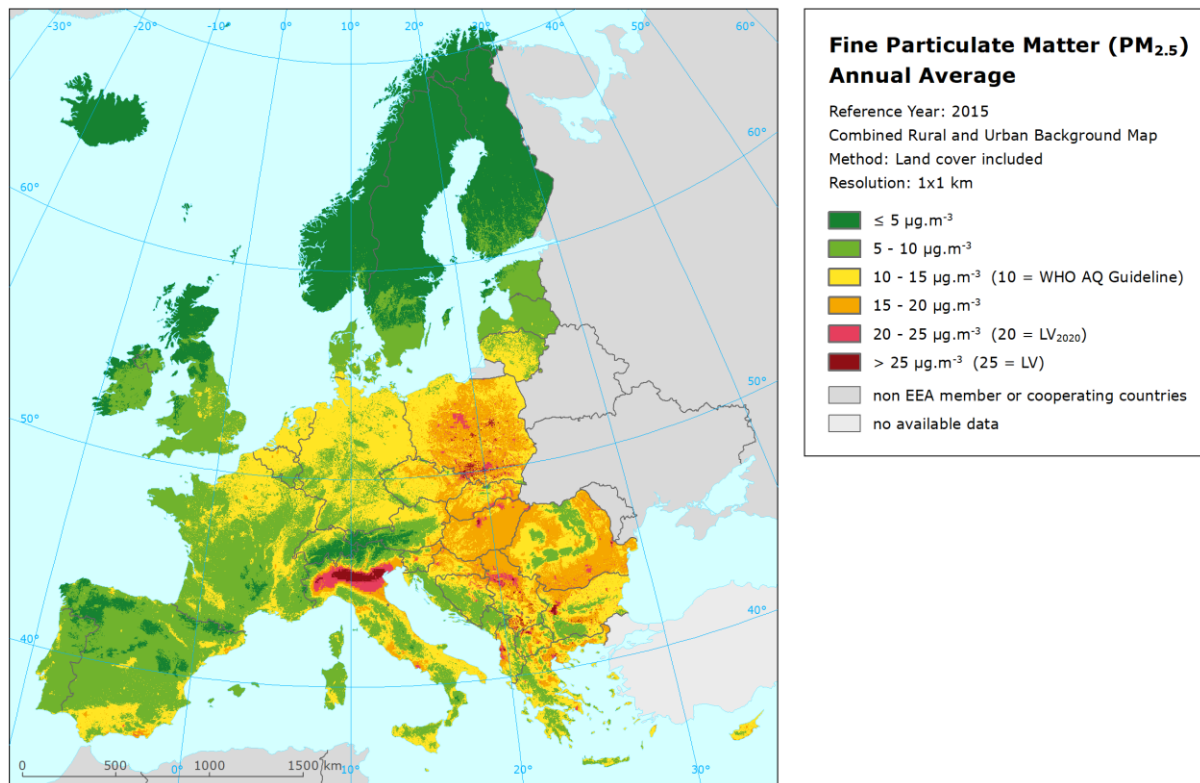 -30° -20° -10° 0° 10° 20° 30° 40° 50° 60°
60°
60°
50°
50°
40°
40°
0 500 1000 1500 km
0° 10° 20° 30°
Fine Particulate Matter (PM₂.₅)
Annual Average
Reference Year: 2015
Combined Rural and Urban Background Map
Method: Land cover included
Resolution: 1x1 km
≤ 5 µg.m⁻³
5 - 10 µg.m⁻³
10 - 15 µg.m⁻³ (10 = WHO AQ Guideline)
15 - 20 µg.m⁻³
20 - 25 µg.m⁻³ (20 = LV₂₀₂₀)
> 25 µg.m⁻³ (25 = LV)
non EEA member or cooperating countries
no available data